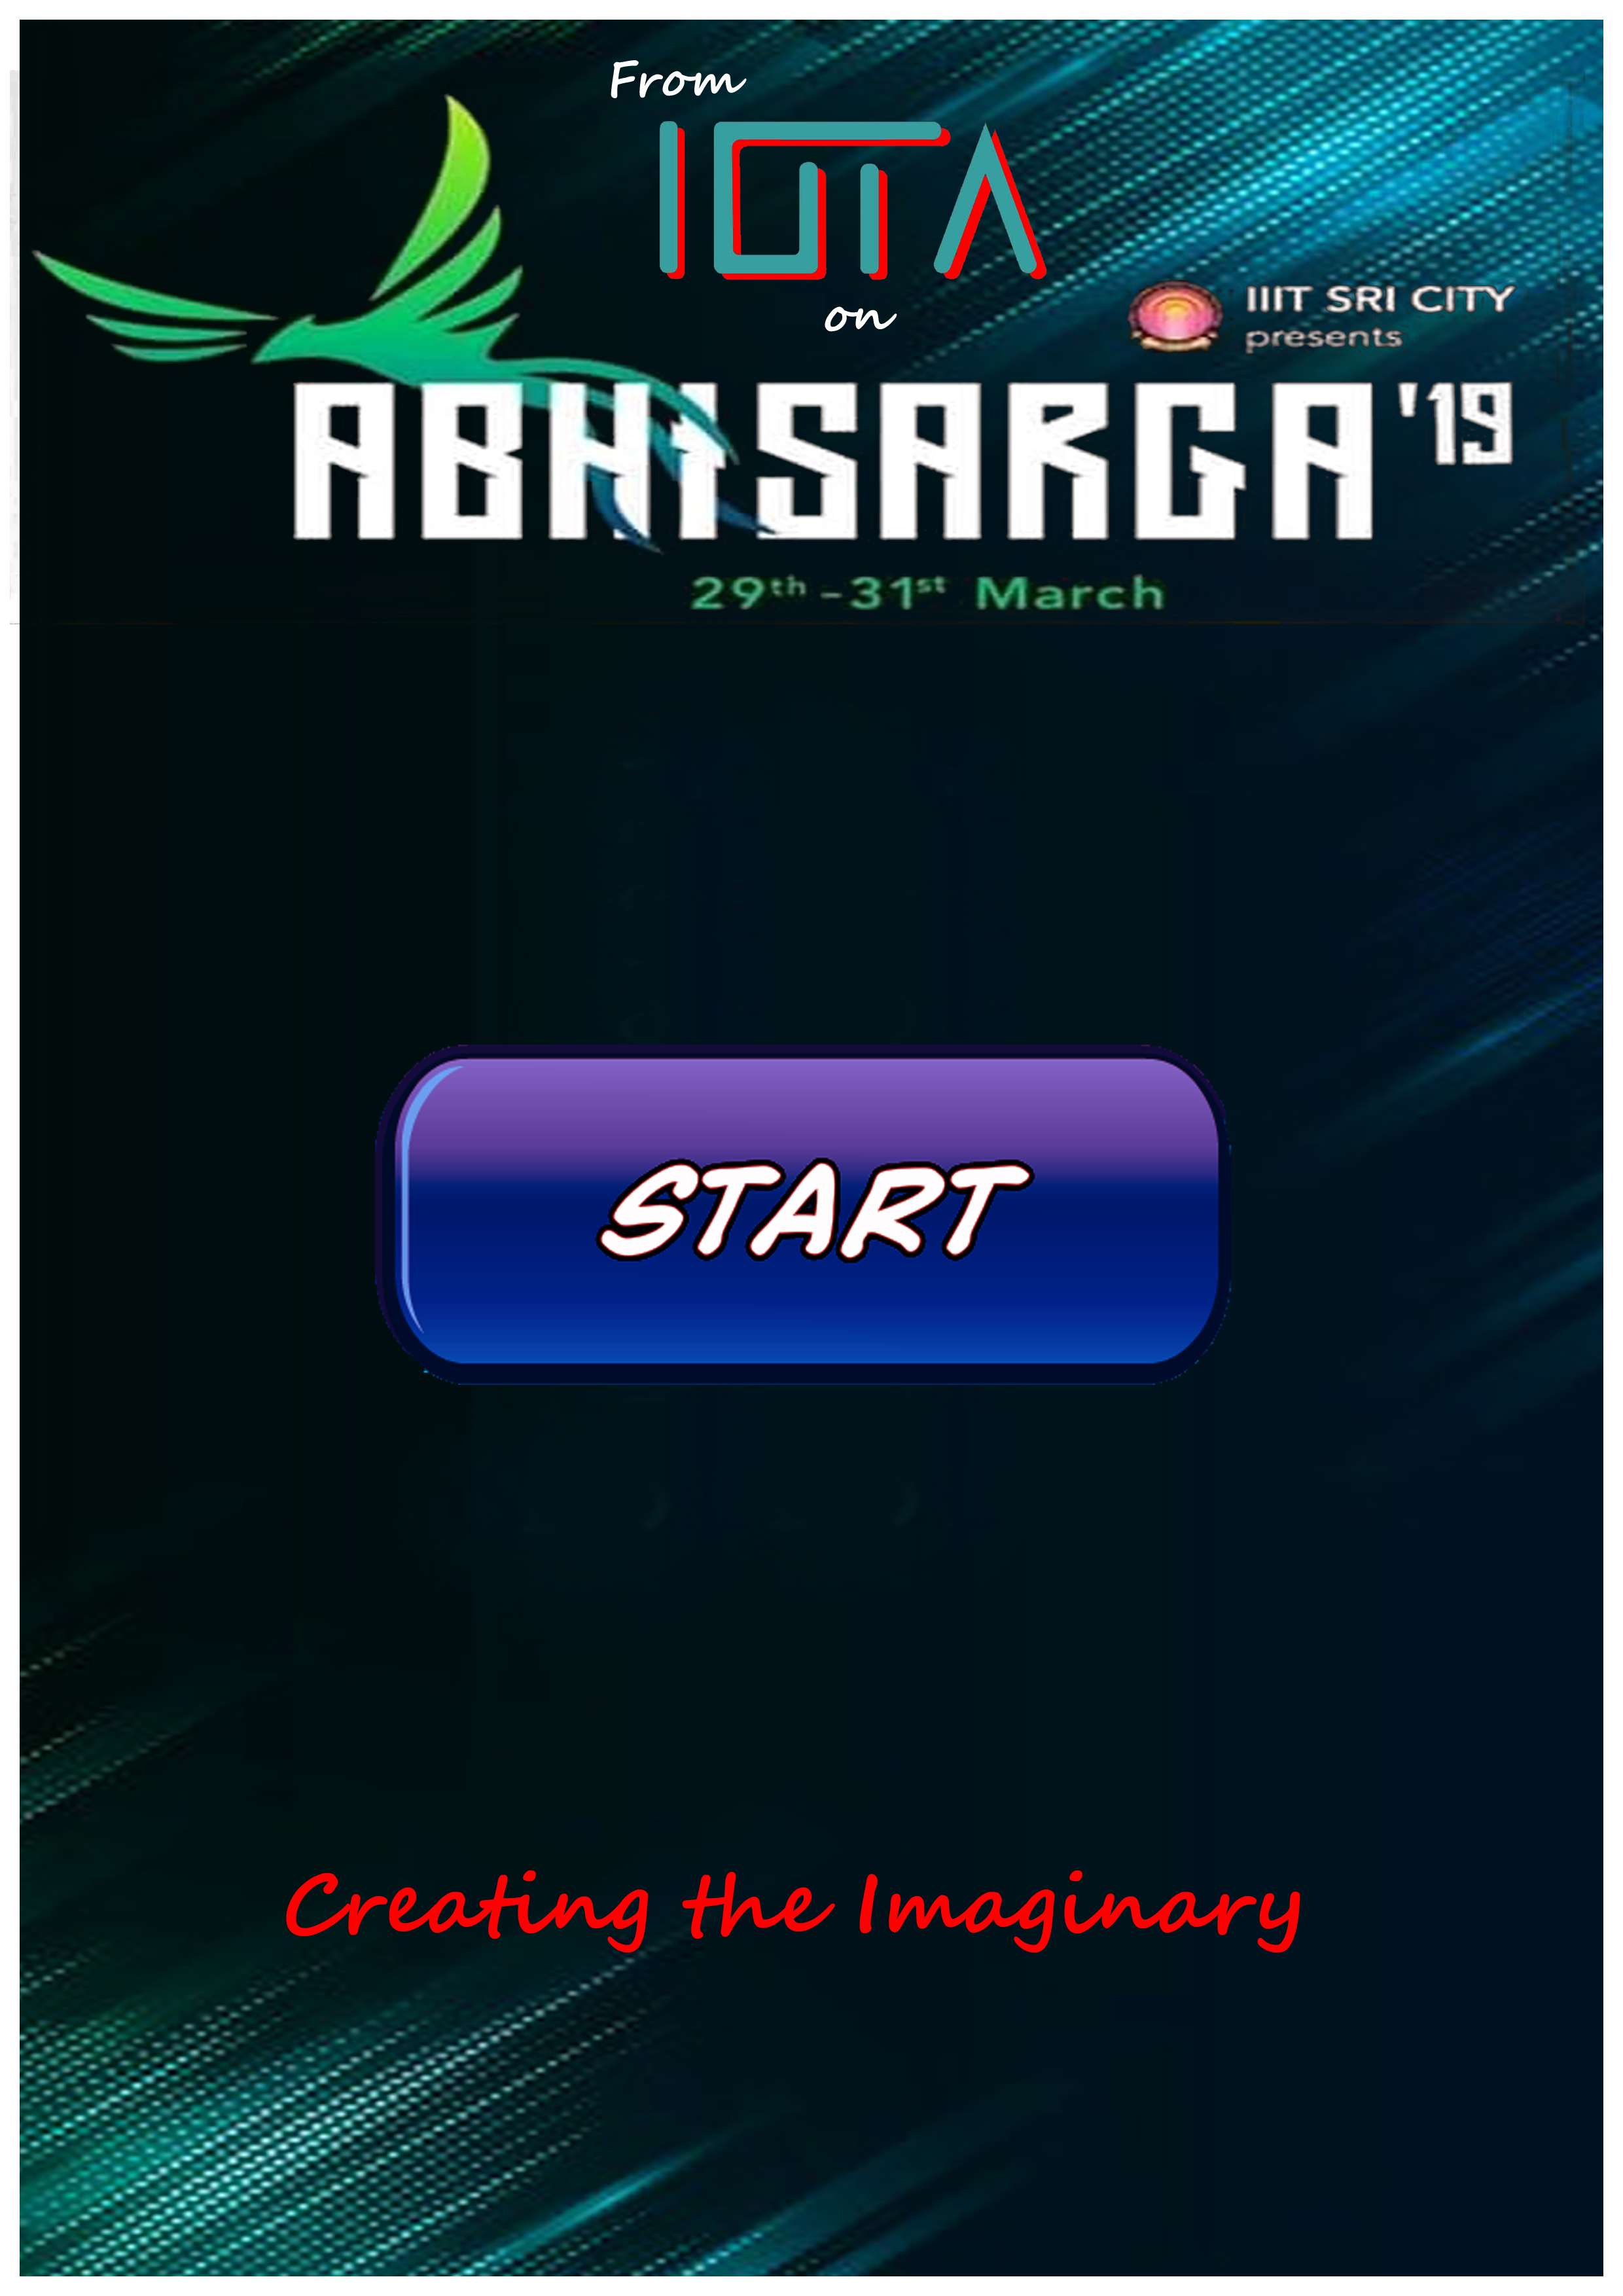 From
IGTA
on
IIIT SRI CITY
presents
ABHISARGA'19
29th-31st March
START
Creating the Imaginary